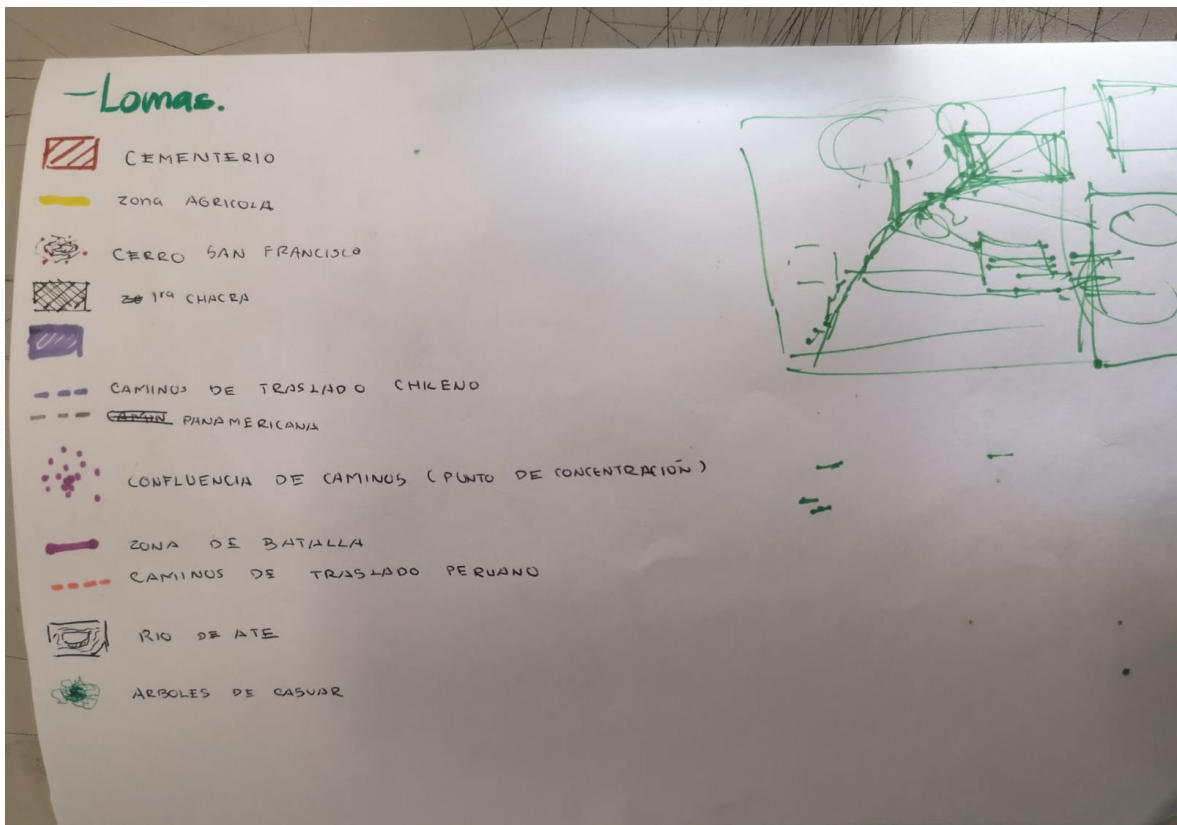 -Lomas.
CEMENTERIO
ZONA AGRICOLA
CERRO SAN FRANCISCO
1ra CHACRA
CAMINOS DE TRASLADO CHILENO
PANAMERICANA
CONFLUENCIA DE CAMINOS (PUNTO DE CONCENTRACIÓN)
ZONA DE BATALLA
CAMINOS DE TRASLADO PERUANO
RIO DE ATE
ARBOLES DE CASUAR